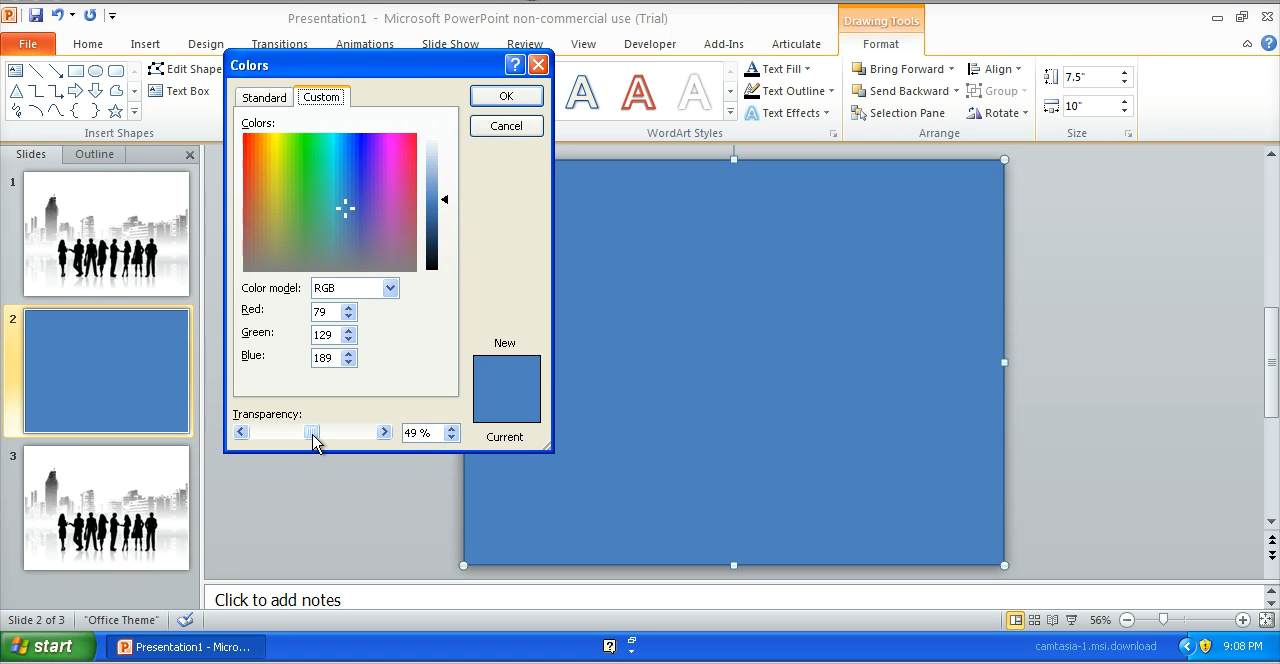 Presentation1 - Microsoft PowerPoint non-commercial use (Trial)
Drawing Tools
File Home Insert Design Transitions Animations Slide Show Review View Developer Add-Ins Articulate Format
Colors
Edit Shape
Text Box
Insert Shapes
Standard Custom
Colors:
OK
Cancel
Color model: RGB
Red: 79
Green: 129
Blue: 189
New
Current
Transparency:
49 %
A A A
Text Fill
Text Outline
Text Effects
WordArt Styles
Bring Forward
Send Backward
Selection Pane
Align
Group
Rotate
Arrange
7.5"
10"
Size
Slides Outline
1
2
3
Click to add notes
Slide 2 of 3 "Office Theme" 56%
start Presentation1 - Micro... camtasia-1.msi.download 9:08 PM